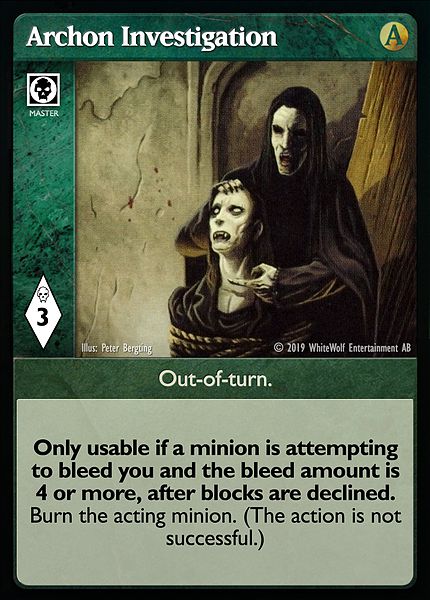 Archon Investigation
A
MASTER
3
Illus: Peter Bergting
© 2019 WhiteWolf Entertainment AB
Out-of-turn.
Only usable if a minion is attempting
to bleed you and the bleed amount is
4 or more, after blocks are declined.
Burn the acting minion. (The action is not
successful.)